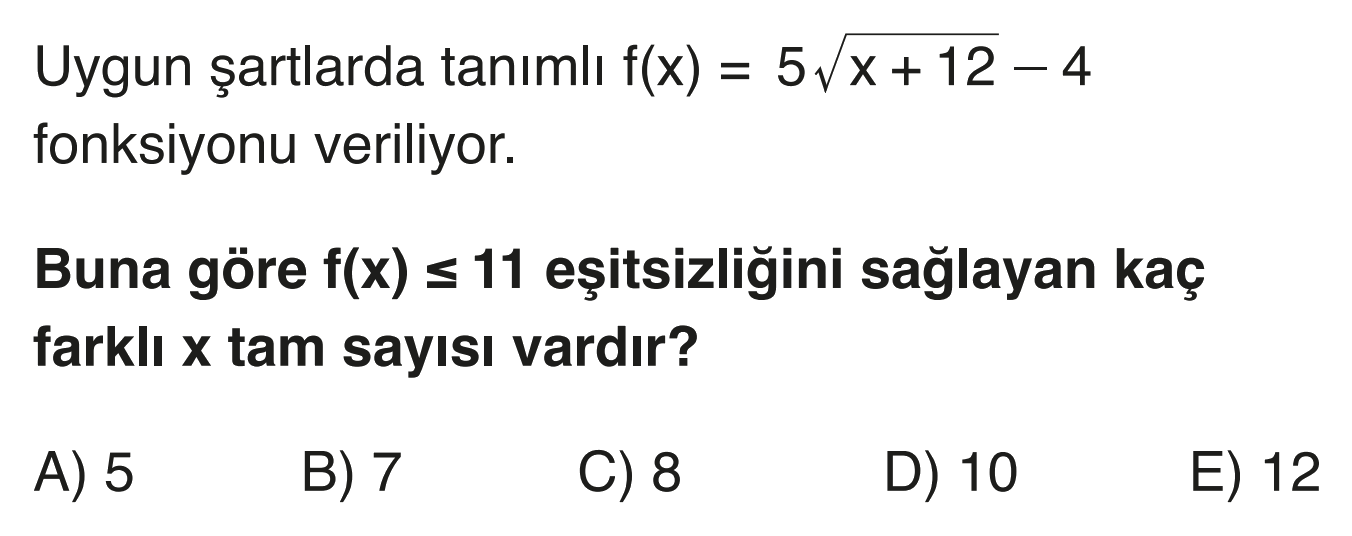 Uygun şartlarda tanımlı f(x) = 5√x + 12 − 4
fonksiyonu veriliyor.
Buna göre f(x) ≤ 11 eşitsizliğini sağlayan kaç
farklı x tam sayısı vardır?
A) 5 B) 7 C) 8 D) 10 E) 12